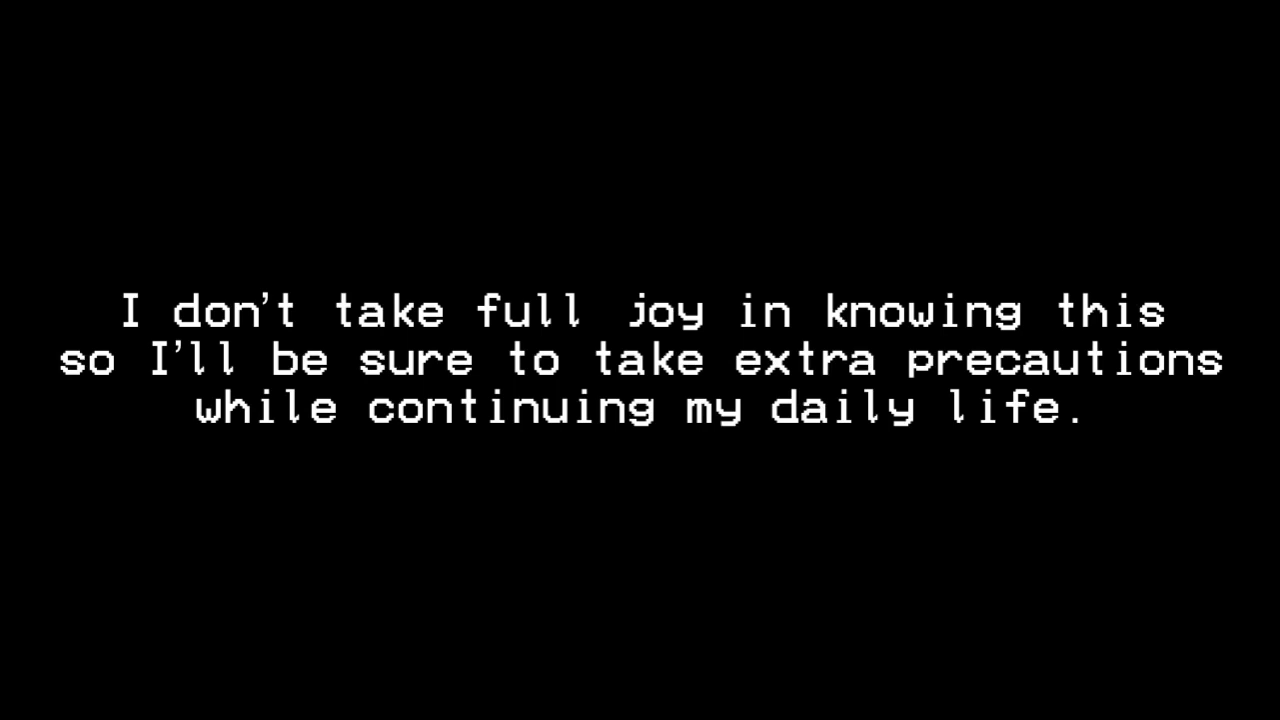 I don't take full joy in knowing this
so I'll be sure to take extra precautions
while continuing my daily life.